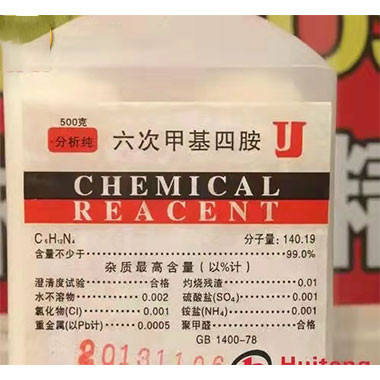 500克
分析纯
六次甲基四胺
CHEMICAL
REACENT
C₆H₁₂N₄ 分子量:140.19
含量不少于 99.0%
杂质最高含量(以%计)
澄清度试验 合格 灼烧残渣 0.01
水不溶物 0.002 硫酸盐(SO₄) 0.001
氯化物(Cl) 0.001 铵盐(NH₄) 0.001
重金属(以Pb计) 0.0005 聚甲醛 合格
GB 1400-78
20131106
Huitong